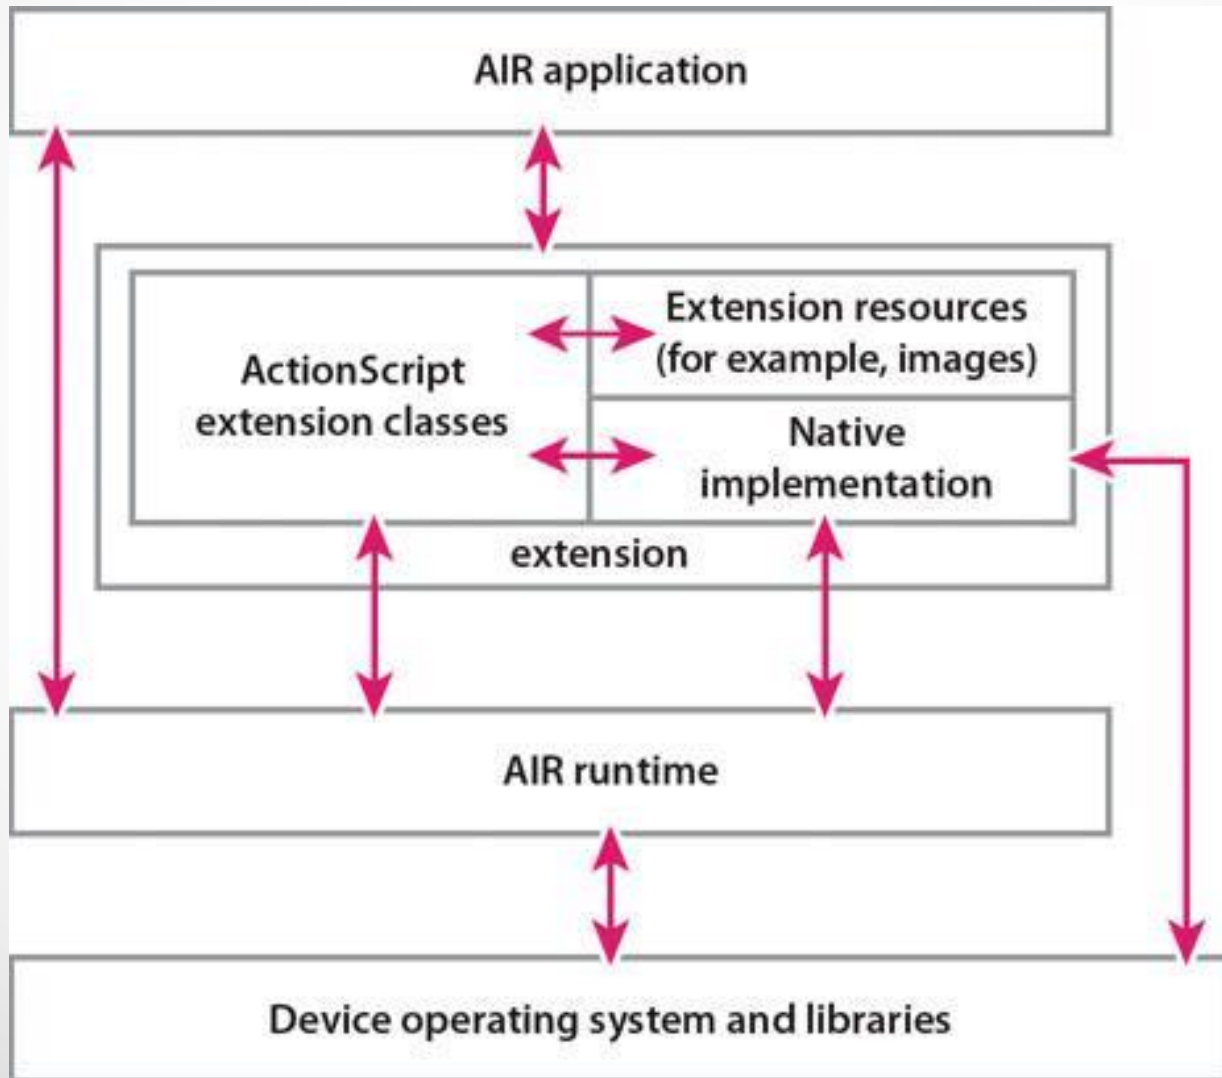 AIR application
Extension resources
(for example, images)
ActionScript
extension classes
Native
implementation
extension
AIR runtime
Device operating system and libraries